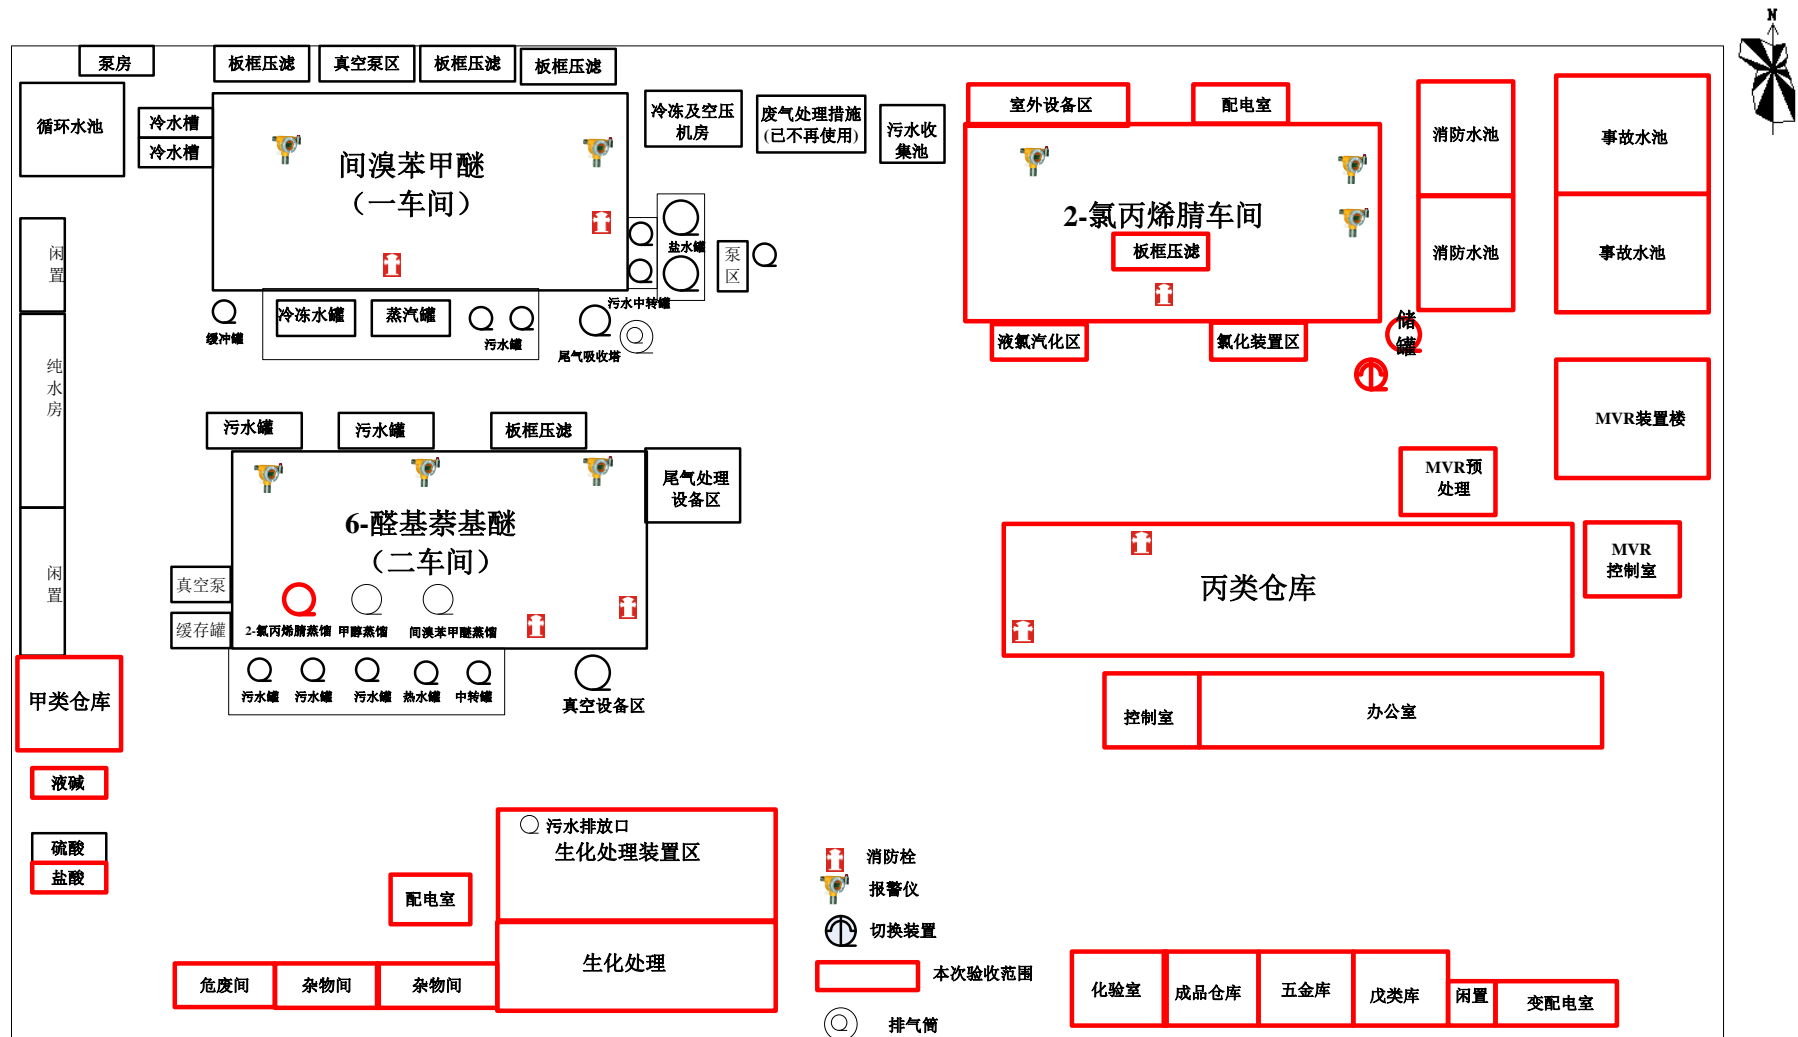 N
泵房
板框压滤
真空泵区
板框压滤
板框压滤
循环水池
冷水槽
冷水槽
间溴苯甲醚
（一车间）
冷冻及空压
机房
废气处理措施
(已不再使用)
污水收
集池
室外设备区
配电室
2-氯丙烯腈车间
板框压滤
消防水池
事故水池
消防水池
事故水池
闲
置
盐水罐
泵
区
污水中转罐
缓冲罐
冷冻水罐
蒸汽罐
污水罐
尾气吸收塔
液氯汽化区
氯化装置区
储
罐
纯
水
房
MVR装置楼
污水罐
污水罐
板框压滤
尾气处理
设备区
6-醛基萘基醚
（二车间）
MVR预
处理
丙类仓库
MVR
控制室
闲
置
真空泵
缓存罐
2-氯丙烯腈蒸馏
甲醇蒸馏
间溴苯甲醚蒸馏
污水罐
污水罐
污水罐
热水罐
中转罐
真空设备区
甲类仓库
控制室
办公室
液碱
硫酸
盐酸
污水排放口
生化处理装置区
配电室
生化处理
危废间
杂物间
杂物间
消防栓
报警仪
切换装置
本次验收范围
排气筒
化验室
成品仓库
五金库
戊类库
闲置
变配电室